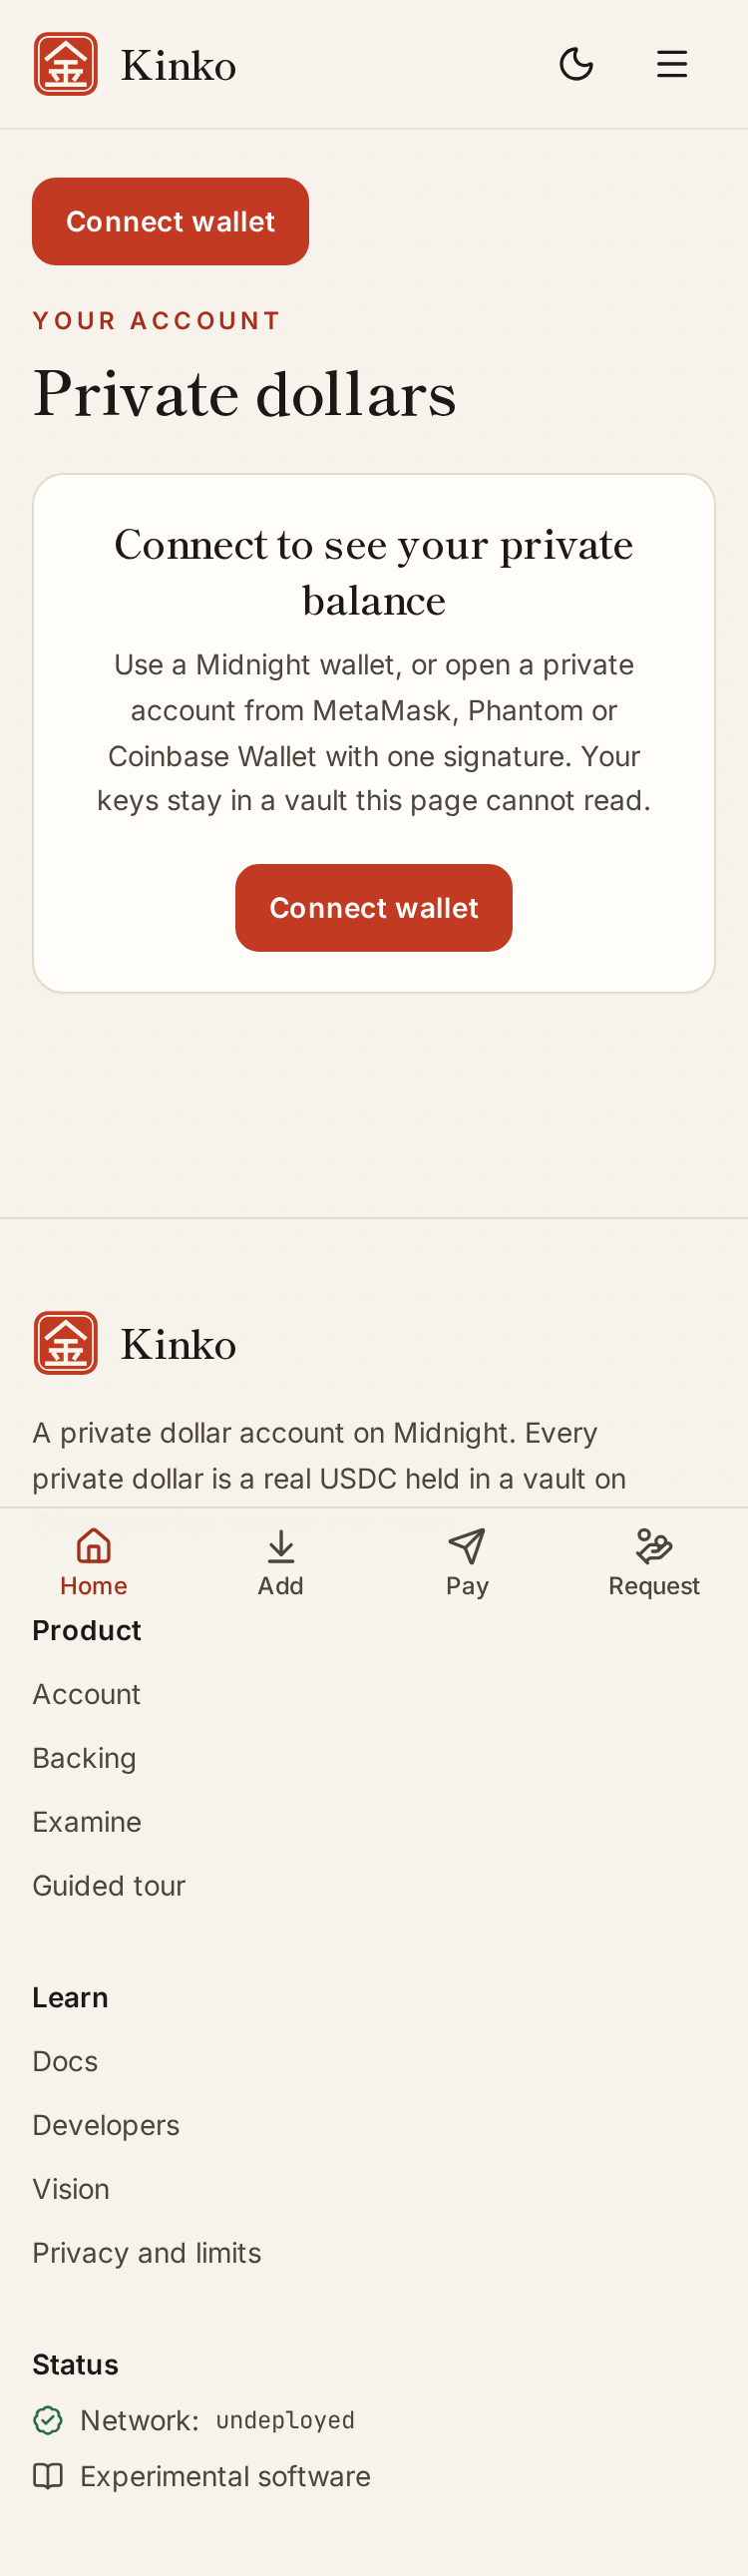 金 Kinko
Connect wallet
YOUR ACCOUNT
Private dollars
Connect to see your private
balance
Use a Midnight wallet, or open a private
account from MetaMask, Phantom or
Coinbase Wallet with one signature. Your
keys stay in a vault this page cannot read.
Connect wallet
金 Kinko
A private dollar account on Midnight. Every
private dollar is a real USDC held in a vault on
Home Add Pay Request
Product
Account
Backing
Examine
Guided tour
Learn
Docs
Developers
Vision
Privacy and limits
Status
Network: undeployed
Experimental software